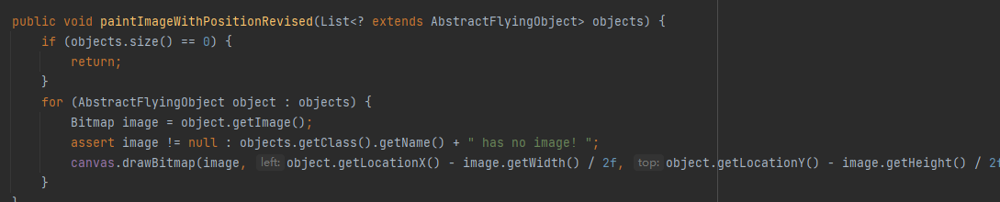 public void paintImageWithPositionRevised(List<? extends AbstractFlyingObject> objects) {
if (objects.size() == 0) {
return;
}
for (AbstractFlyingObject object : objects) {
Bitmap image = object.getImage();
assert image != null : objects.getClass().getName() + " has no image! ";
canvas.drawBitmap(image, left: object.getLocationX() - image.getWidth() / 2f, top: object.getLocationY() - image.getHeight() / 2f
}